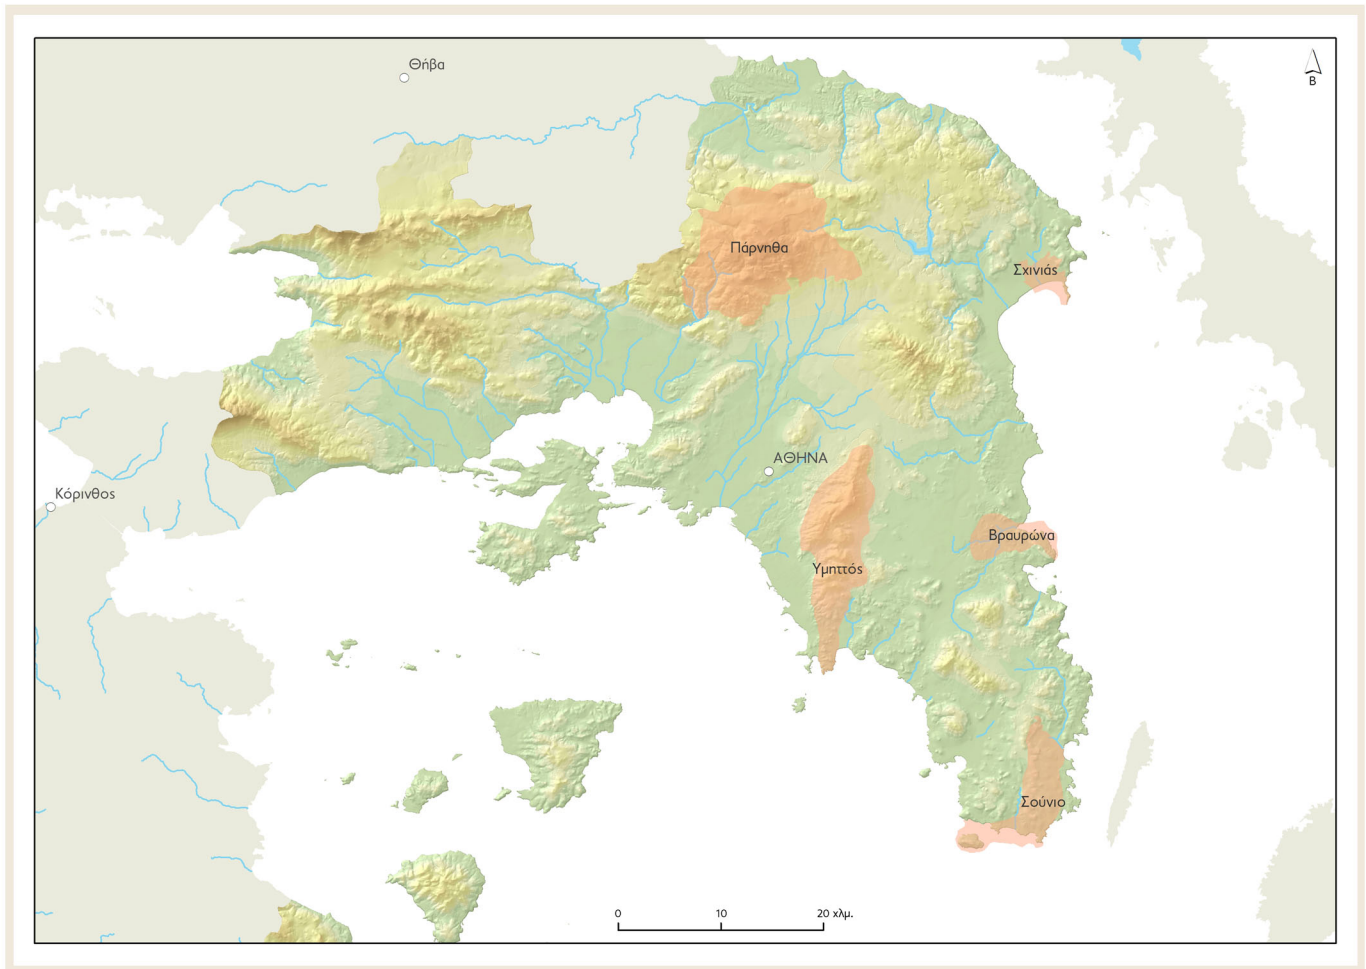 Θήβα
Β
Πάρνηθα
Σχινιάς
ΑΘΗΝΑ
Κόρινθος
Βραυρώνα
Υμηττός
Σούνιο
0 10 20 χλμ.